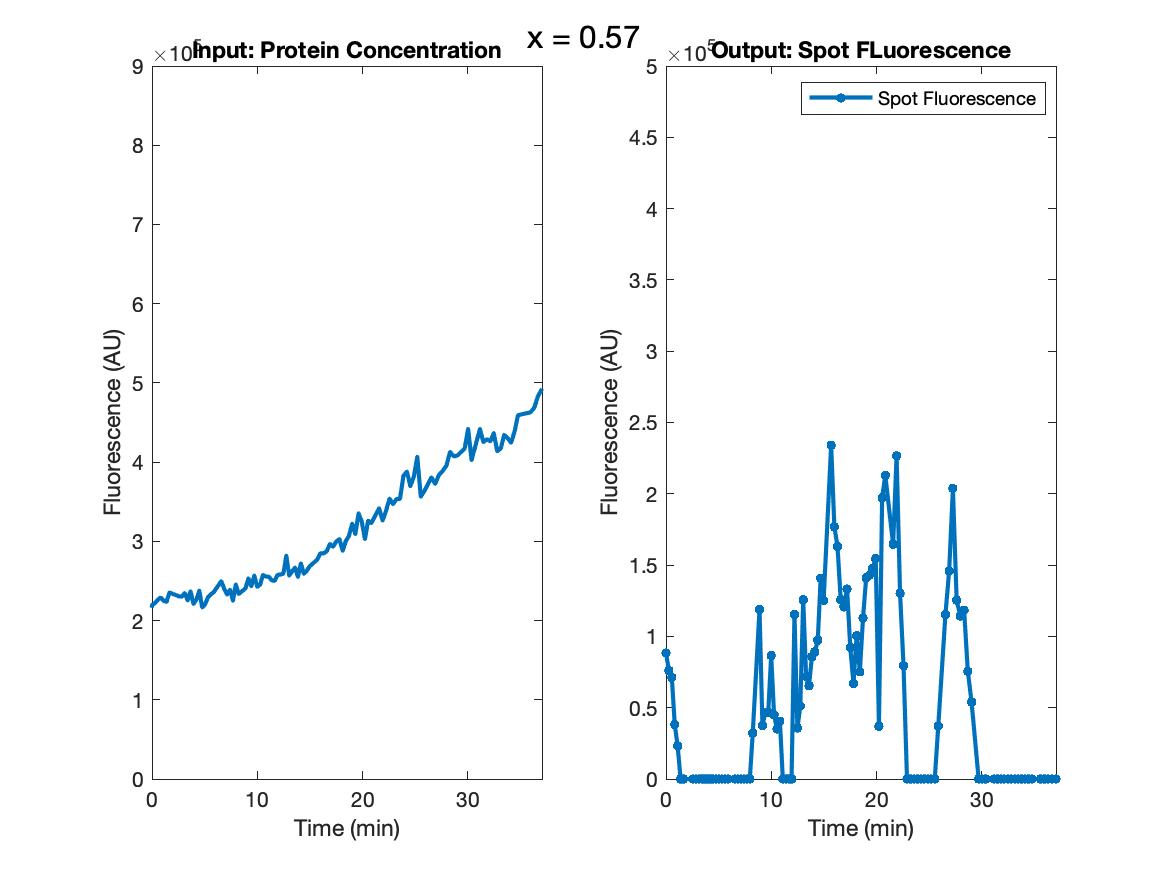 x = 0.57
×10⁵
Input: Protein Concentration
9
8
7
6
5
4
3
2
1
0
Fluorescence (AU)
0 10 20 30
Time (min)
×10⁵
Output: Spot FLuorescence
Spot Fluorescence
5
4.5
4
3.5
3
2.5
2
1.5
1
0.5
0
Fluorescence (AU)
0 10 20 30
Time (min)